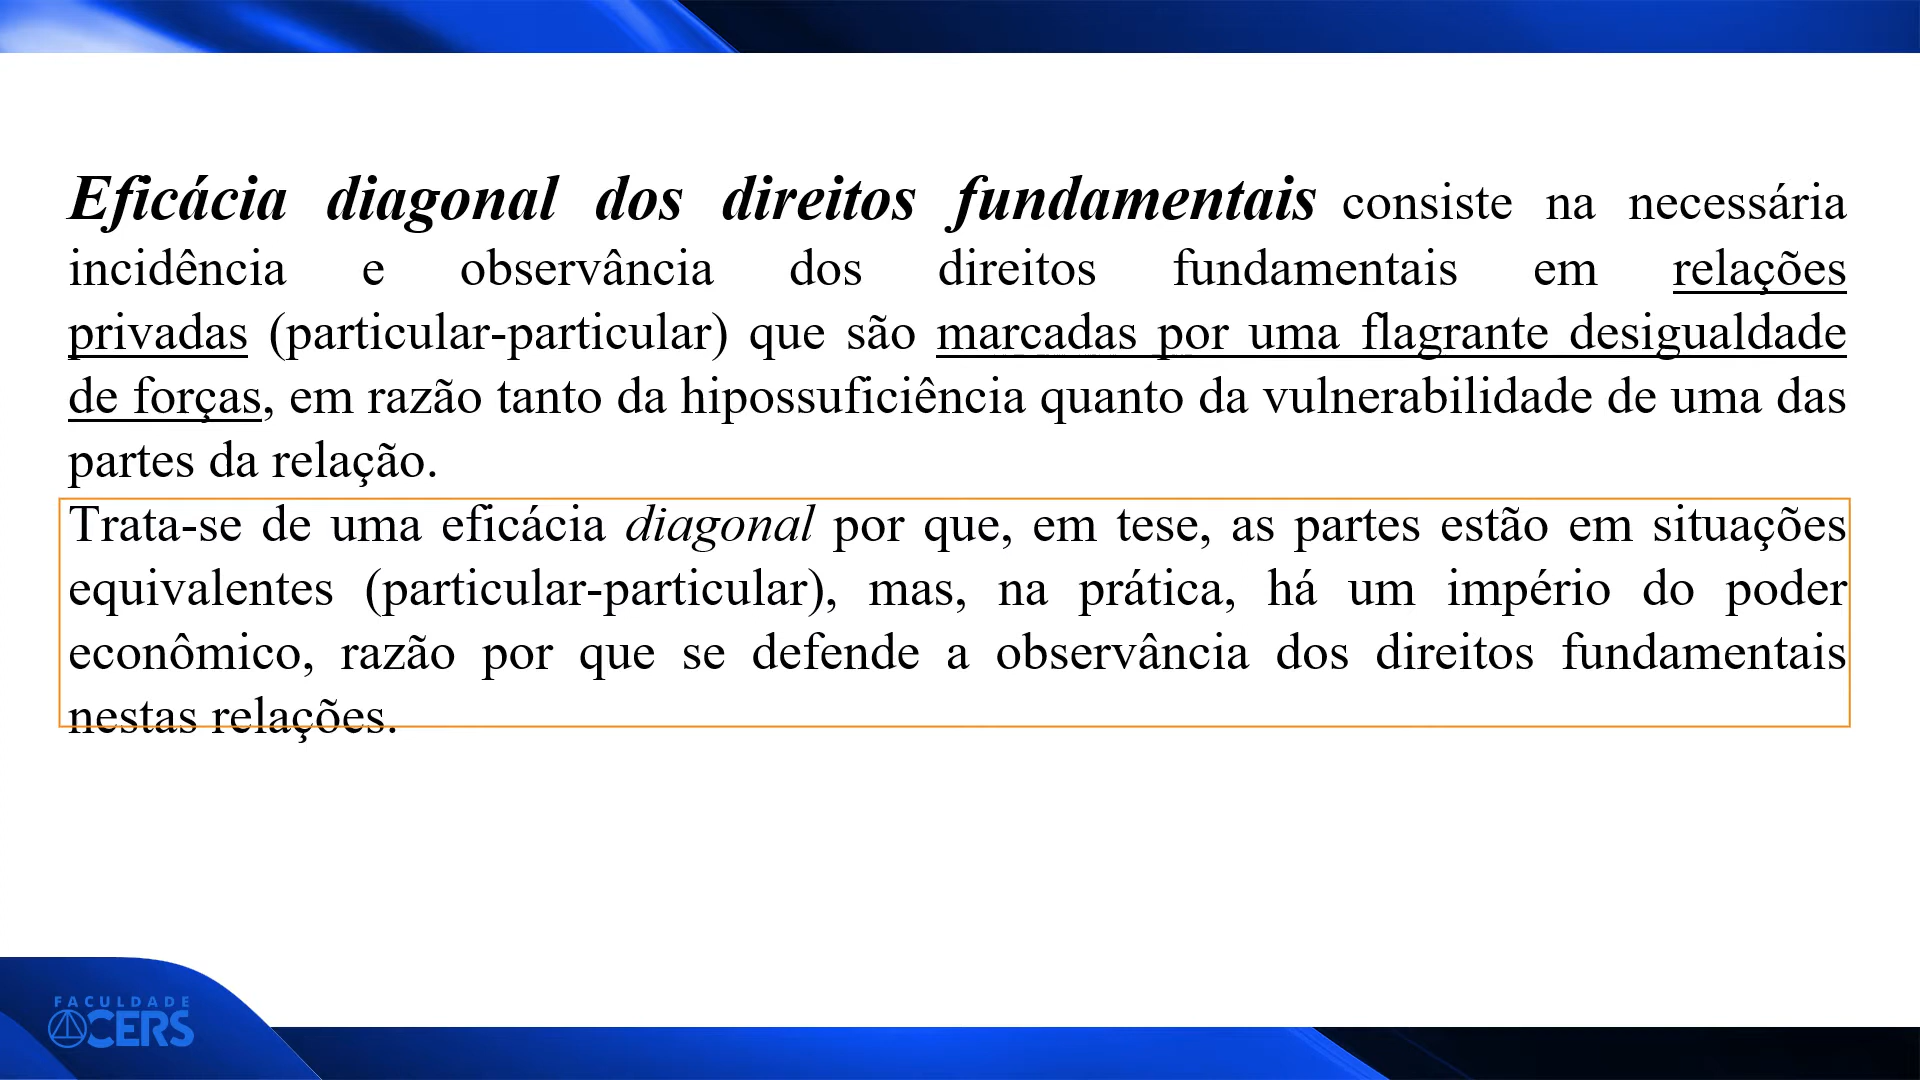 Eficácia diagonal dos direitos fundamentais consiste na necessária
incidência e observância dos direitos fundamentais em relações
privadas (particular-particular) que são marcadas por uma flagrante desigualdade
de forças, em razão tanto da hipossuficiência quanto da vulnerabilidade de uma das
partes da relação.
Trata-se de uma eficácia diagonal por que, em tese, as partes estão em situações
equivalentes (particular-particular), mas, na prática, há um império do poder
econômico, razão por que se defende a observância dos direitos fundamentais
nestas relações.
FACULDADE
CERS